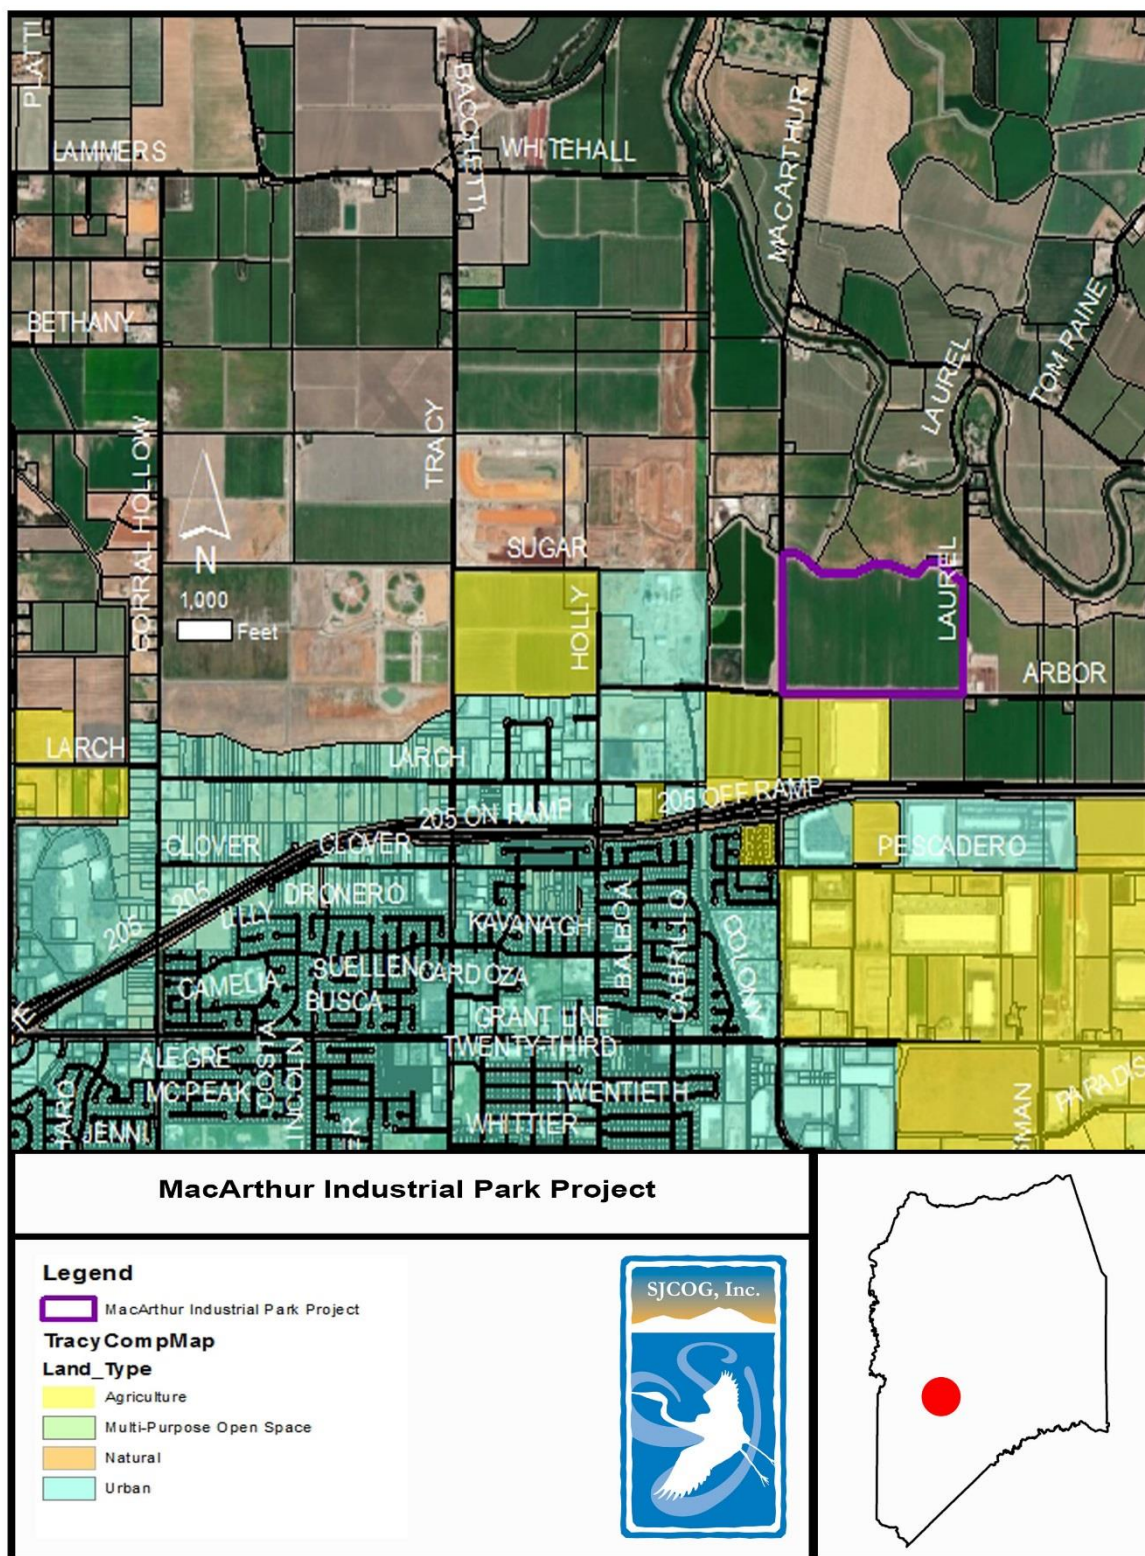 PLATTI
BACCHETTI
MACARTHUR
LAMMERS
WHITEHALL
BETHANY
TOM PAINE
LAUREL
CORRAL HOLLOW
TRACY
N
1,000
Feet
SUGAR
HOLLY
LAUREL
ARBOR
LARCH
LARCH
205 ON RAMP
205 OFF RAMP
CLOVER
CLOVER
PESCADERO
205
205
LILLY
DRONERO
KAVANAGH
BALBOA
CABRILLO
COLONY
CAMELIA
SUELLEN
CARDOZA
BUSCA
GRANT LINE
TWENTY-THIRD
ALEGRE
COSTA
MCPEAK
TWENTIETH
WHITTIER
JENNI
PARADIS
SMAN
MacArthur Industrial Park Project
Legend
MacArthur Industrial Park Project
TracyCompMap
Land_Type
Agriculture
Multi-Purpose Open Space
Natural
Urban
SJCOG, Inc.